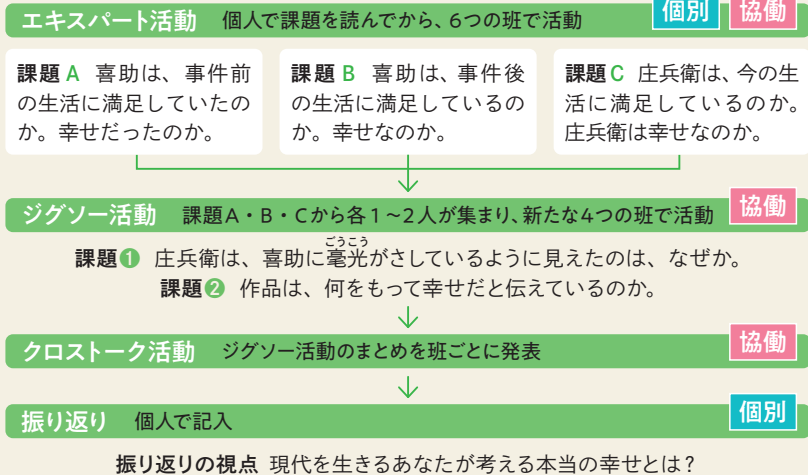 エキスパート活動 個人で課題を読んでから、6つの班で活動 個別 協働
課題A 喜助は、事件前の生活に満足していたのか。幸せだったのか。
課題B 喜助は、事件後の生活に満足しているのか。幸せなのか。
課題C 庄兵衛は、今の生活に満足しているのか。庄兵衛は幸せなのか。
ジグソー活動 課題A・B・Cから各1～2人が集まり、新たな4つの班で活動 協働
ごうこう
課題❶ 庄兵衛は、喜助に毫光がさしているように見えたのは、なぜか。
課題❷ 作品は、何をもって幸せだと伝えているのか。
クロストーク活動 ジグソー活動のまとめを班ごとに発表 協働
振り返り 個人で記入 個別
振り返りの視点 現代を生きるあなたが考える本当の幸せとは?